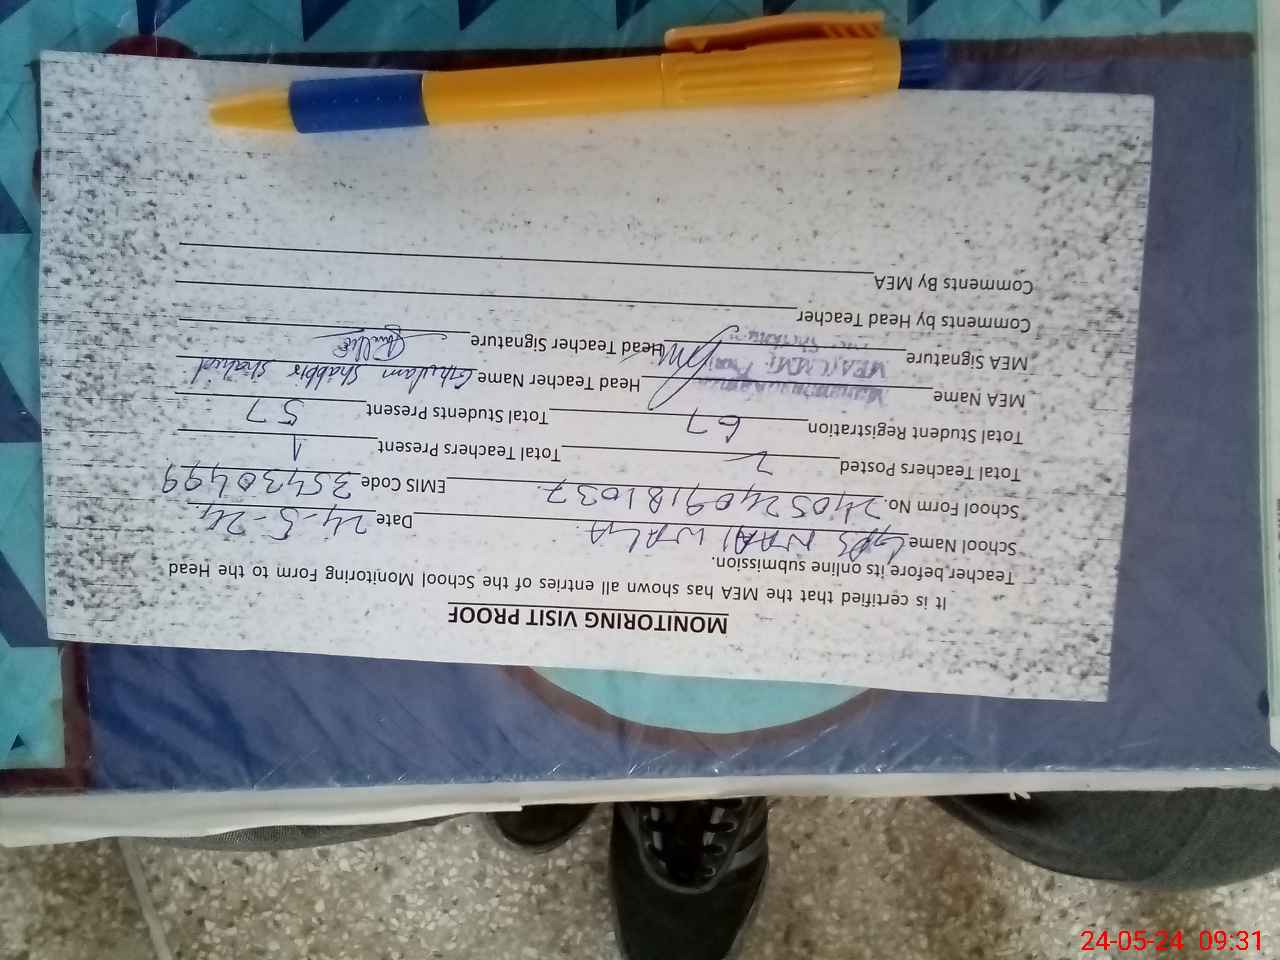 MONITORING VISIT PROOF
It is certified that the MEA has shown all entries of the School Monitoring Form to the Head
Teacher before its online submission.
School Name GPS NAAI WALA Date 24-5-24
School Form No. 24052409181037 EMIS Code 35430499
Total Teachers Posted 2 Total Teachers Present 1
Total Student Registration 67 Total Students Present 57
MEA Name Head Teacher Name Ghulam Shabbir Shahid
MEA Signature Head Teacher Signature
Comments by Head Teacher
Comments By MEA
24-05-24 09:31